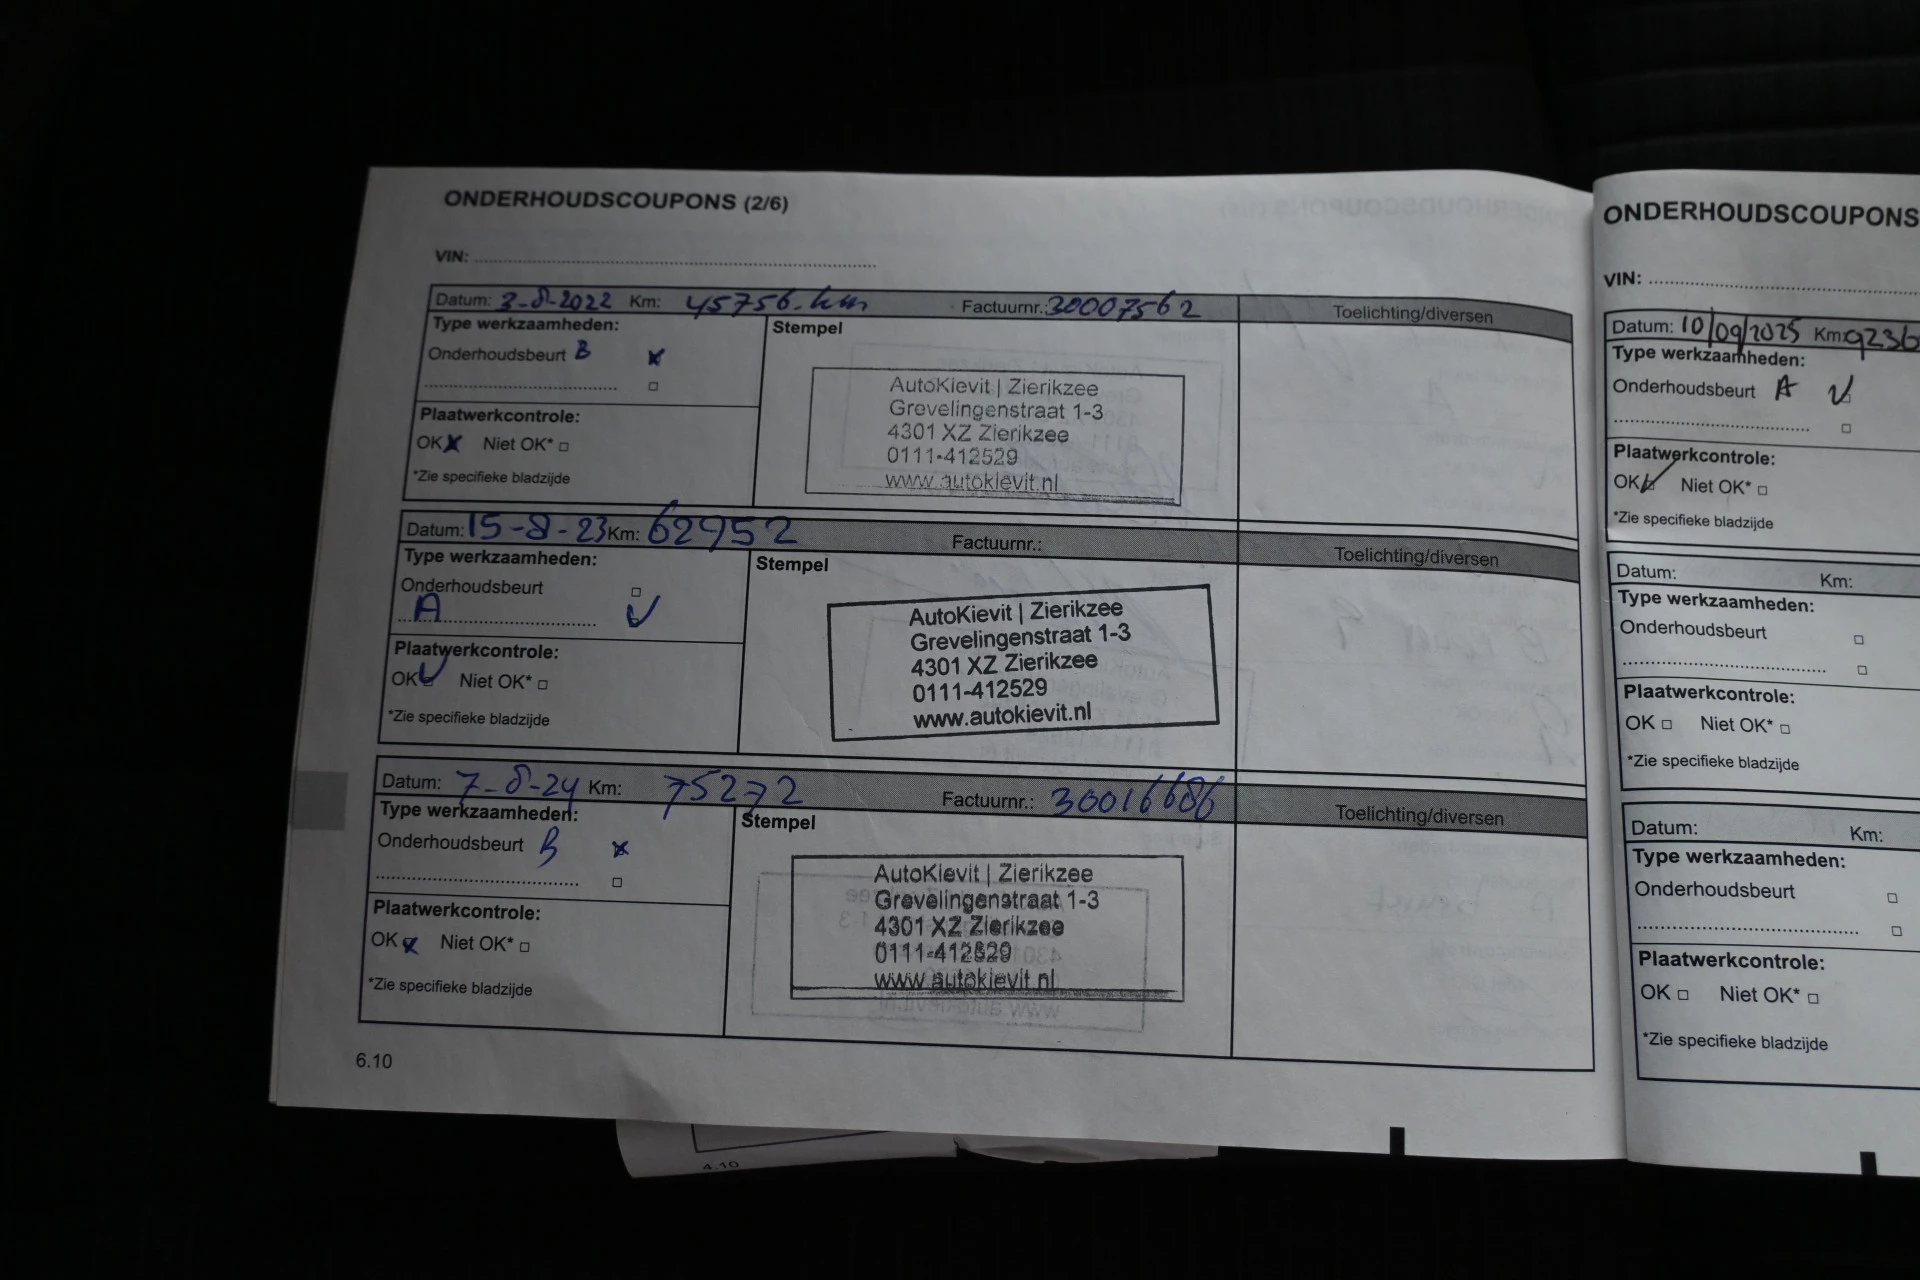 ONDERHOUDSCOUPONS (2/6)
VIN:
Datum: 3-8-2022 Km: 45756.km Factuurnr.: 30007562 Toelichting/diversen
Type werkzaamheden: Stempel
Onderhoudsbeurt B
Plaatwerkcontrole:
OK Niet OK*
*Zie specifieke bladzijde
AutoKievit | Zierikzee
Grevelingenstraat 1-3
4301 XZ Zierikzee
0111-412529
www.autokievit.nl
Datum: 15-8-23 Km: 62952 Factuurnr.: Toelichting/diversen
Type werkzaamheden: Stempel
Onderhoudsbeurt
A
Plaatwerkcontrole:
OK Niet OK*
*Zie specifieke bladzijde
AutoKievit | Zierikzee
Grevelingenstraat 1-3
4301 XZ Zierikzee
0111-412529
www.autokievit.nl
Datum: 7-8-24 Km: 75272 Factuurnr.: 30016686 Toelichting/diversen
Type werkzaamheden: Stempel
Onderhoudsbeurt B
Plaatwerkcontrole:
OK Niet OK*
*Zie specifieke bladzijde
AutoKievit | Zierikzee
Grevelingenstraat 1-3
4301 XZ Zierikzee
0111-412529
www.autokievit.nl
6.10
4.10
ONDERHOUDSCOUPONS
VIN:
Datum: 10/09/2025 Km:
Type werkzaamheden:
Onderhoudsbeurt A
Plaatwerkcontrole:
OK Niet OK*
*Zie specifieke bladzijde
Datum: Km:
Type werkzaamheden:
Onderhoudsbeurt
Plaatwerkcontrole:
OK Niet OK*
*Zie specifieke bladzijde
Datum: Km:
Type werkzaamheden:
Onderhoudsbeurt
Plaatwerkcontrole:
OK Niet OK*
*Zie specifieke bladzijde